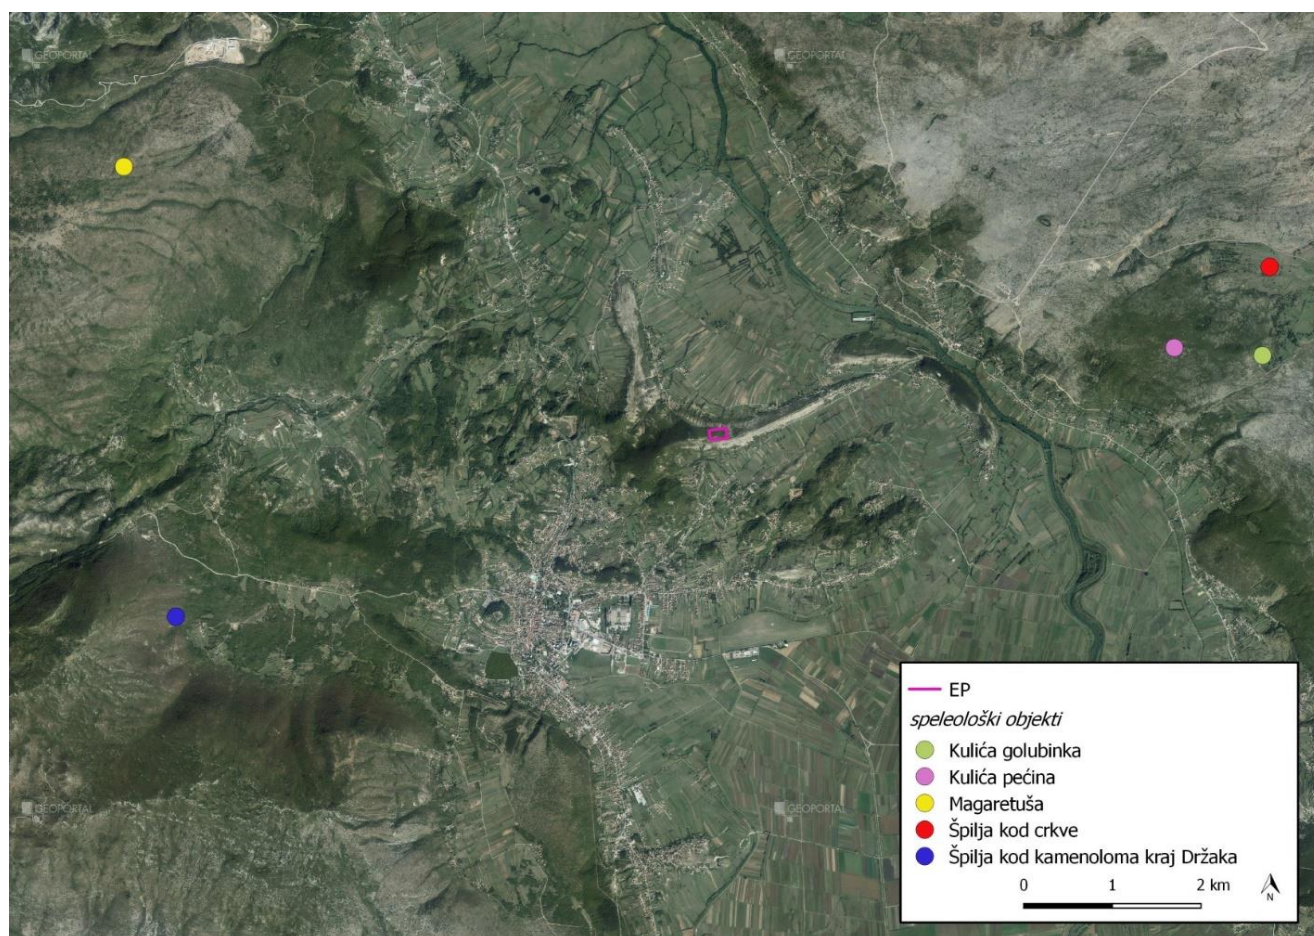 GEOPORTAL
GEOPORTAL
EP
speleološki objekti
Kulića golubinka
Kulića pećina
Magaretuša
Špilja kod crkve
Špilja kod kamenoloma kraj Držaka
0 1 2 km
N
GEOPORTAL
GEOPORTAL